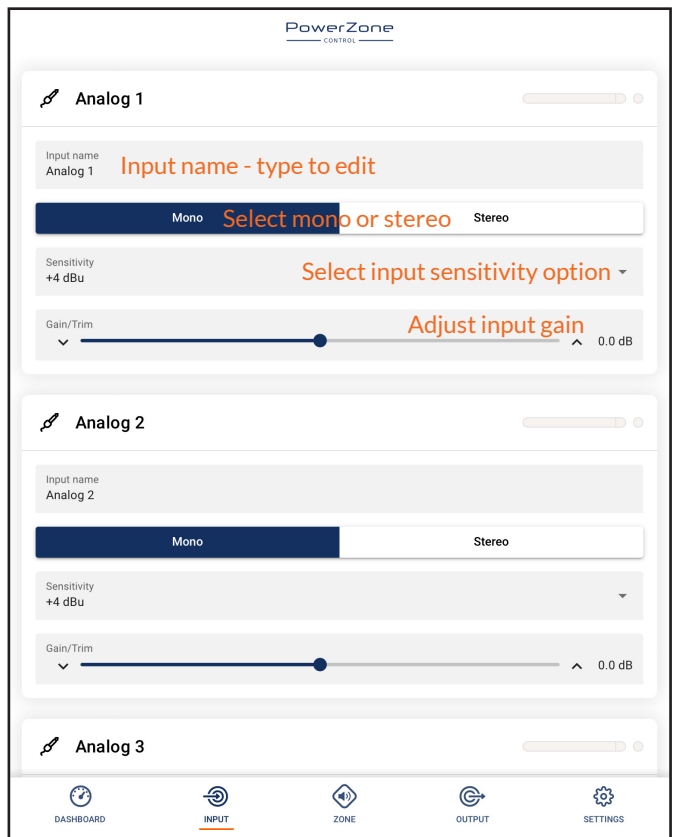 PowerZone
CONTROL
Analog 1
Input name
Analog 1
Input name - type to edit
Mono
Select mono or stereo
Stereo
Sensitivity
+4 dBu
Select input sensitivity option
Gain/Trim
Adjust input gain
0.0 dB
Analog 2
Input name
Analog 2
Mono
Stereo
Sensitivity
+4 dBu
Gain/Trim
0.0 dB
Analog 3
DASHBOARD
INPUT
ZONE
OUTPUT
SETTINGS